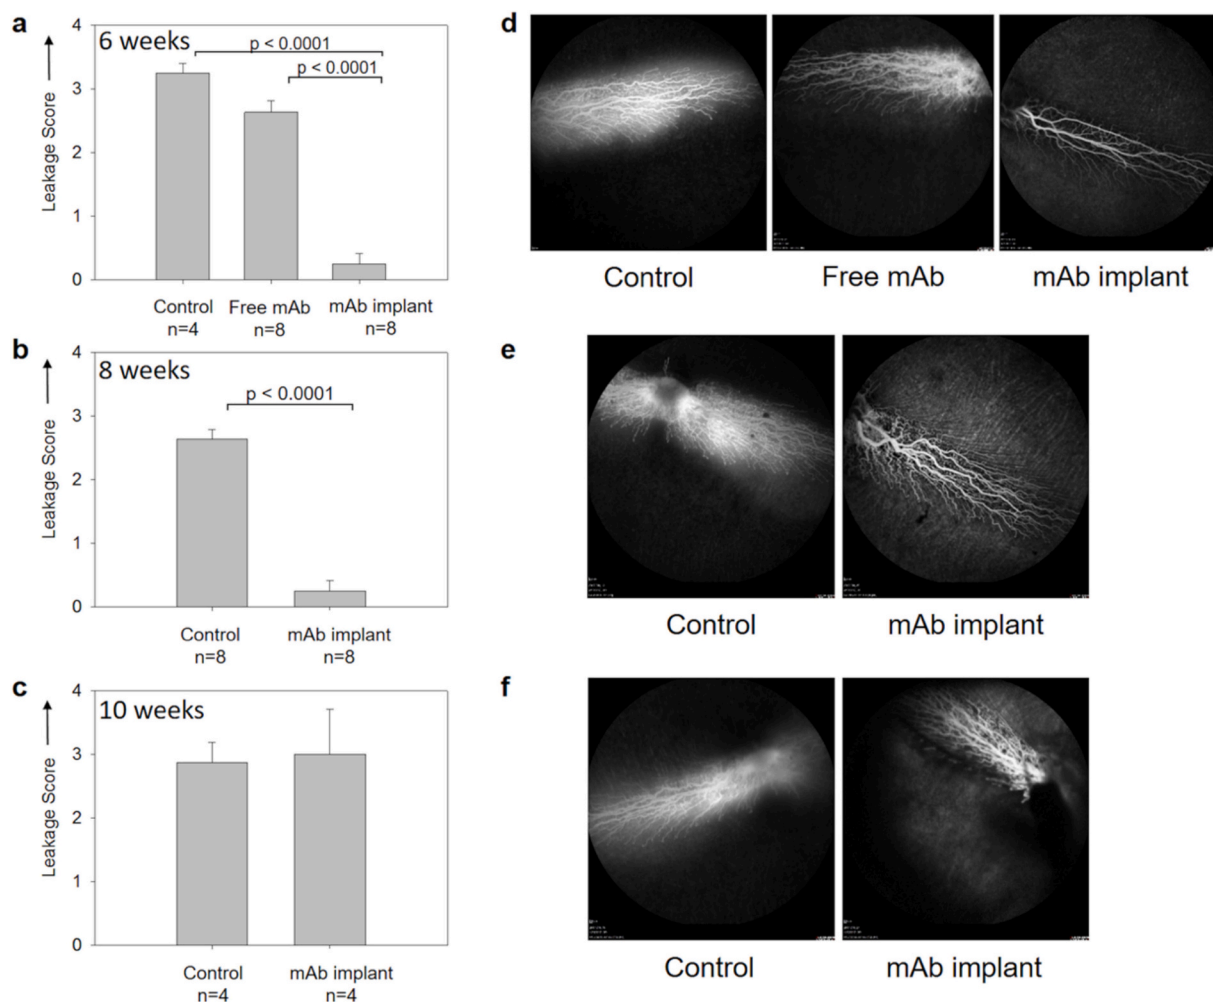 a
6 weeks
p < 0.0001
p < 0.0001
Leakage Score
4
3
2
1
0
Control
n=4
Free mAb
n=8
mAb implant
n=8
b
8 weeks
p < 0.0001
Leakage Score
4
3
2
1
0
Control
n=8
mAb implant
n=8
c
10 weeks
Leakage Score
4
3
2
1
0
Control
n=4
mAb implant
n=4
d
Control
Free mAb
mAb implant
e
Control
mAb implant
f
Control
mAb implant